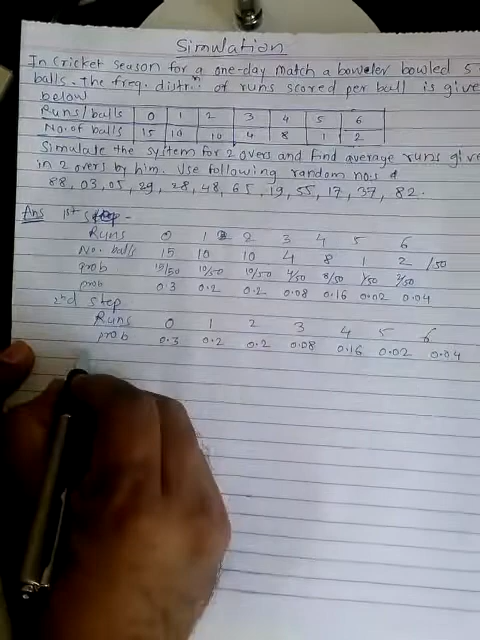 Simulation
In Cricket season for a one-day match a bowler bowled 5
balls. The freq. distrn of runs scored per ball is give
below
Runs/balls 0 1 2 3 4 5 6
No. of balls 15 10 10 4 8 1 2
Simulate the system for 2 overs and find average runs give
in 2 overs by him. Use following random no.s
88, 03, 05, 29, 28, 48, 65, 19, 55, 17, 37, 82.
Ans 1st step -
Runs 0 1 2 3 4 5 6
No. balls 15 10 10 4 8 1 2 /50
prob 15/50 10/50 10/50 4/50 8/50 1/50 2/50
prob 0.3 0.2 0.2 0.08 0.16 0.02 0.04
2nd step
Runs 0 1 2 3 4 5 6
prob 0.3 0.2 0.2 0.08 0.16 0.02 0.04